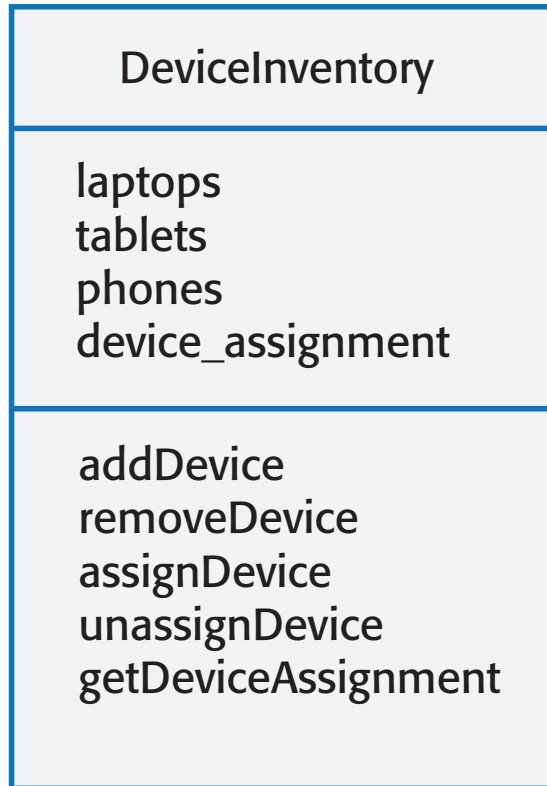 DeviceInventory
laptops
tablets
phones
device_assignment
addDevice
removeDevice
assignDevice
unassignDevice
getDeviceAssignment